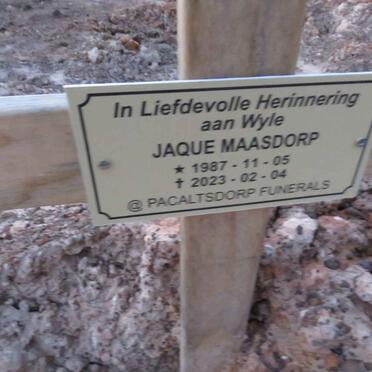 In Liefdevolle Herinnering
aan Wyle
JAQUE MAASDORP
★ 1987 - 11 - 05
✝ 2023 - 02 - 04
@ PACALTSDORP FUNERALS